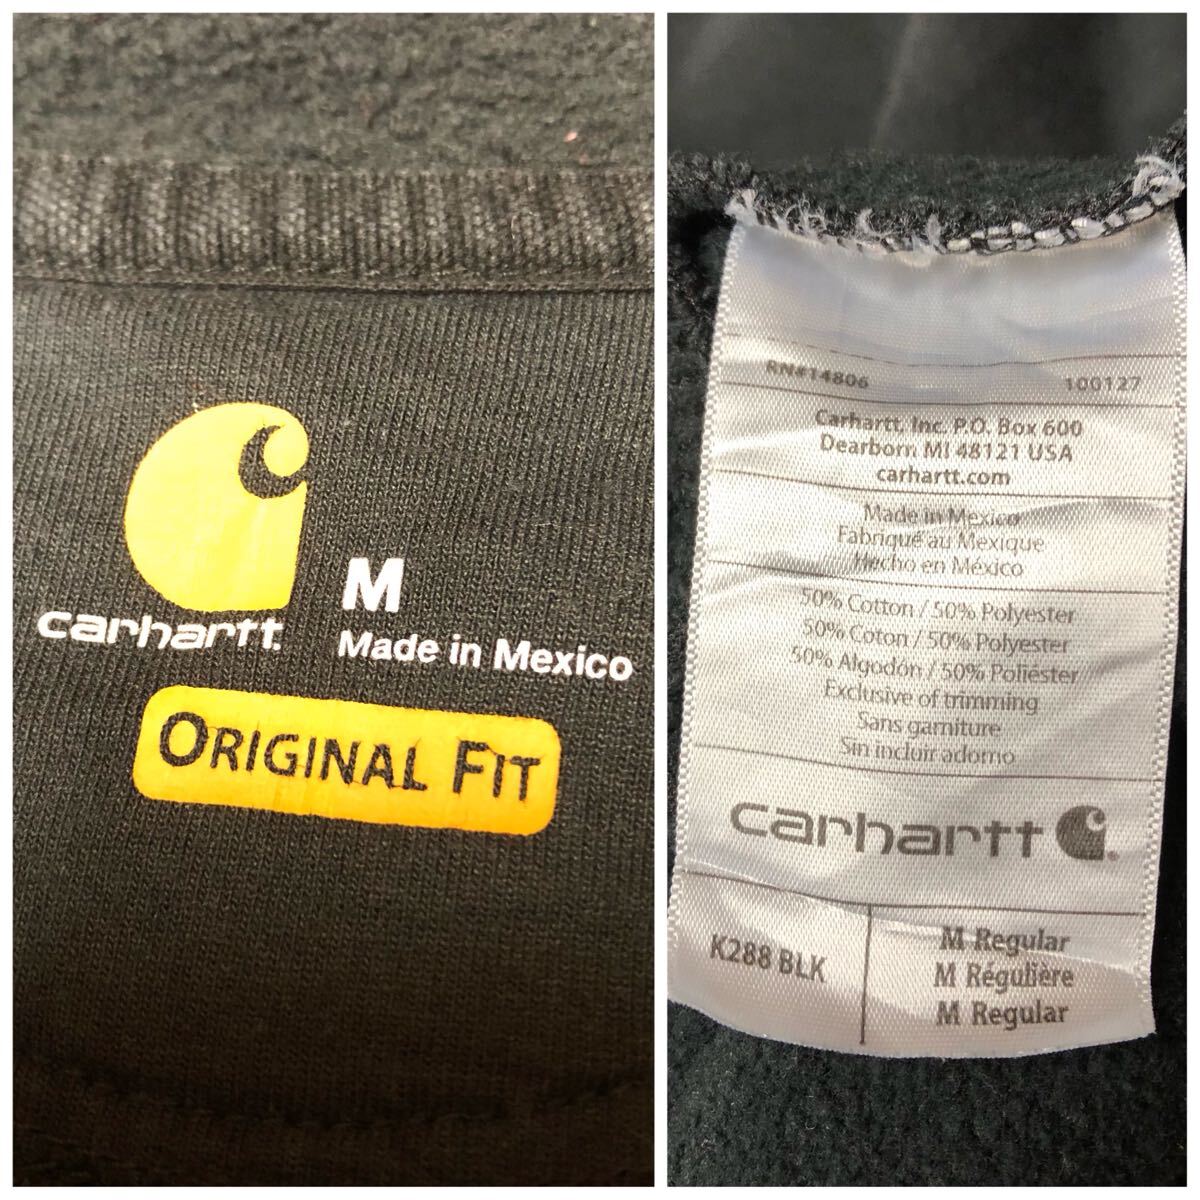 carhartt.
M
Made in Mexico
ORIGINAL FIT
RN#14806 100127
Carhartt, Inc. P.O. Box 600
Dearborn MI 48121 USA
carhartt.com
Made in Mexico
Fabriqué au Mexique
Hecho en México
50% Cotton / 50% Polyester
50% Coton / 50% Polyester
50% Algodón / 50% Poliéster
Exclusive of trimming
Sans garniture
Sin incluir adorno
carhartt
K288 BLK
M Regular
M Régulière
M Regular